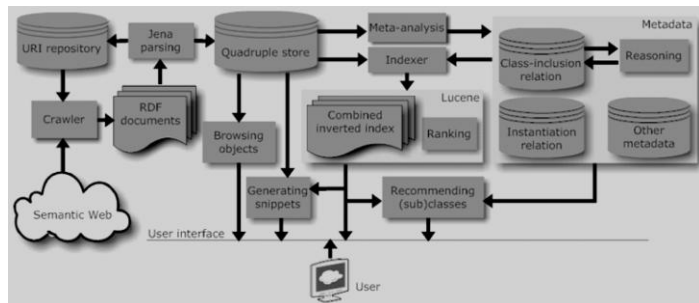 Metadata
URI repository
Jena
parsing
Quadruple store
Meta-analysis
Indexer
Class-inclusion
relation
Reasoning
Crawler
RDF
documents
Browsing
objects
Lucene
Combined
inverted index
Ranking
Instantiation
relation
Other
metadata
Semantic Web
Generating
snippets
Recommending
(sub)classes
User interface
User